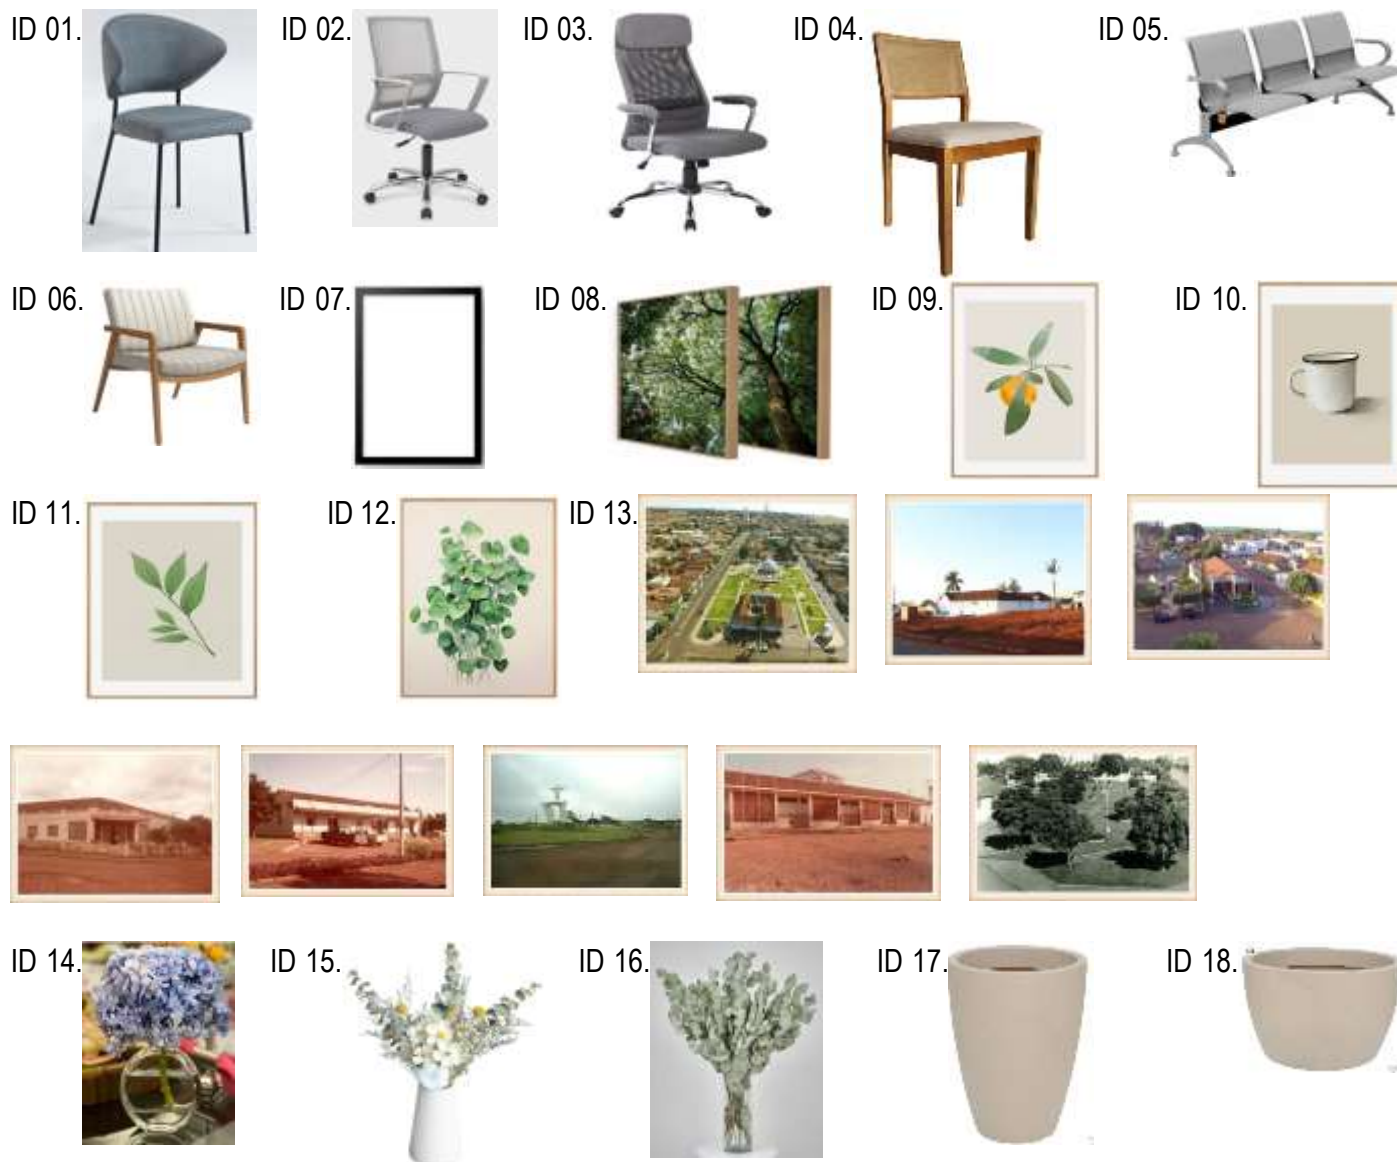 ID 01.
ID 02.
ID 03.
ID 04.
ID 05.
ID 06.
ID 07.
ID 08.
ID 09.
ID 10.
ID 11.
ID 12.
ID 13.
ID 14.
ID 15.
ID 16.
ID 17.
ID 18.